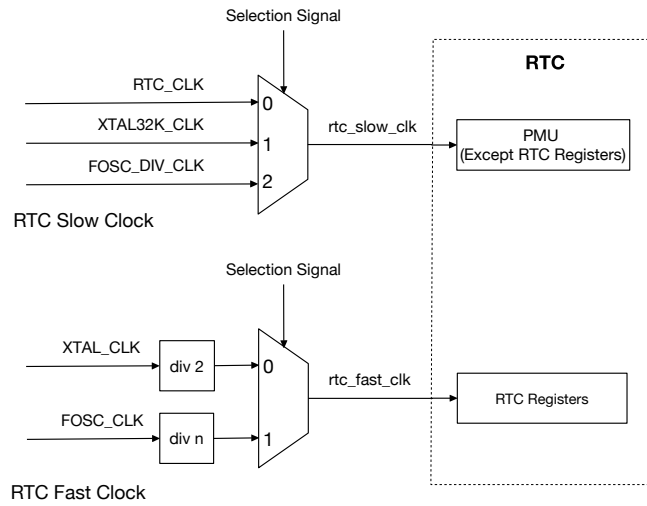 Selection Signal
RTC
RTC_CLK
0
XTAL32K_CLK
1
rtc_slow_clk
PMU
(Except RTC Registers)
FOSC_DIV_CLK
2
RTC Slow Clock
Selection Signal
XTAL_CLK
div 2
0
rtc_fast_clk
RTC Registers
FOSC_CLK
div n
1
RTC Fast Clock